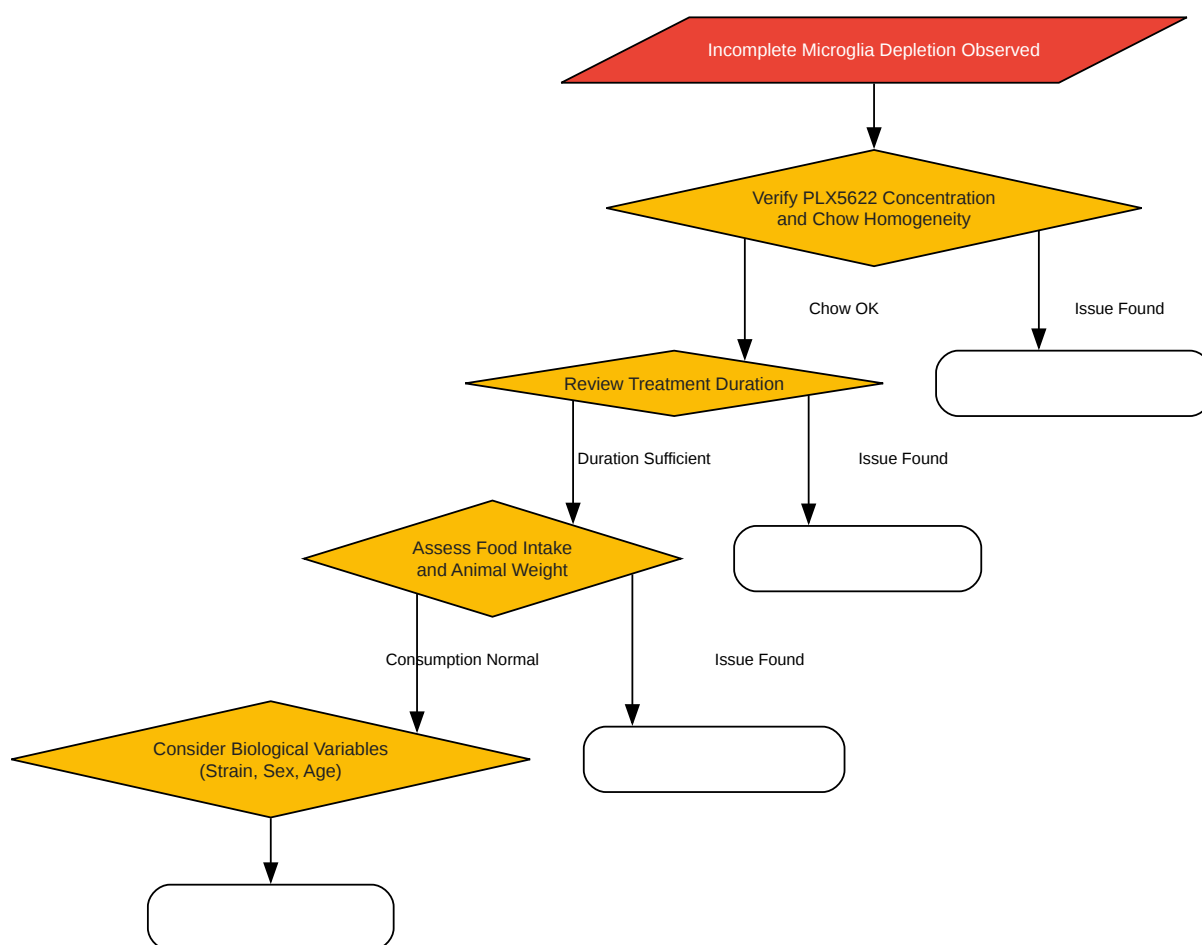 Incomplete Microglia Depletion Observed
Verify PLX5622 Concentration
and Chow Homogeneity
Chow OK
Issue Found
Review Treatment Duration
Duration Sufficient
Issue Found
Assess Food Intake
and Animal Weight
Consumption Normal
Issue Found
Consider Biological Variables
(Strain, Sex, Age)